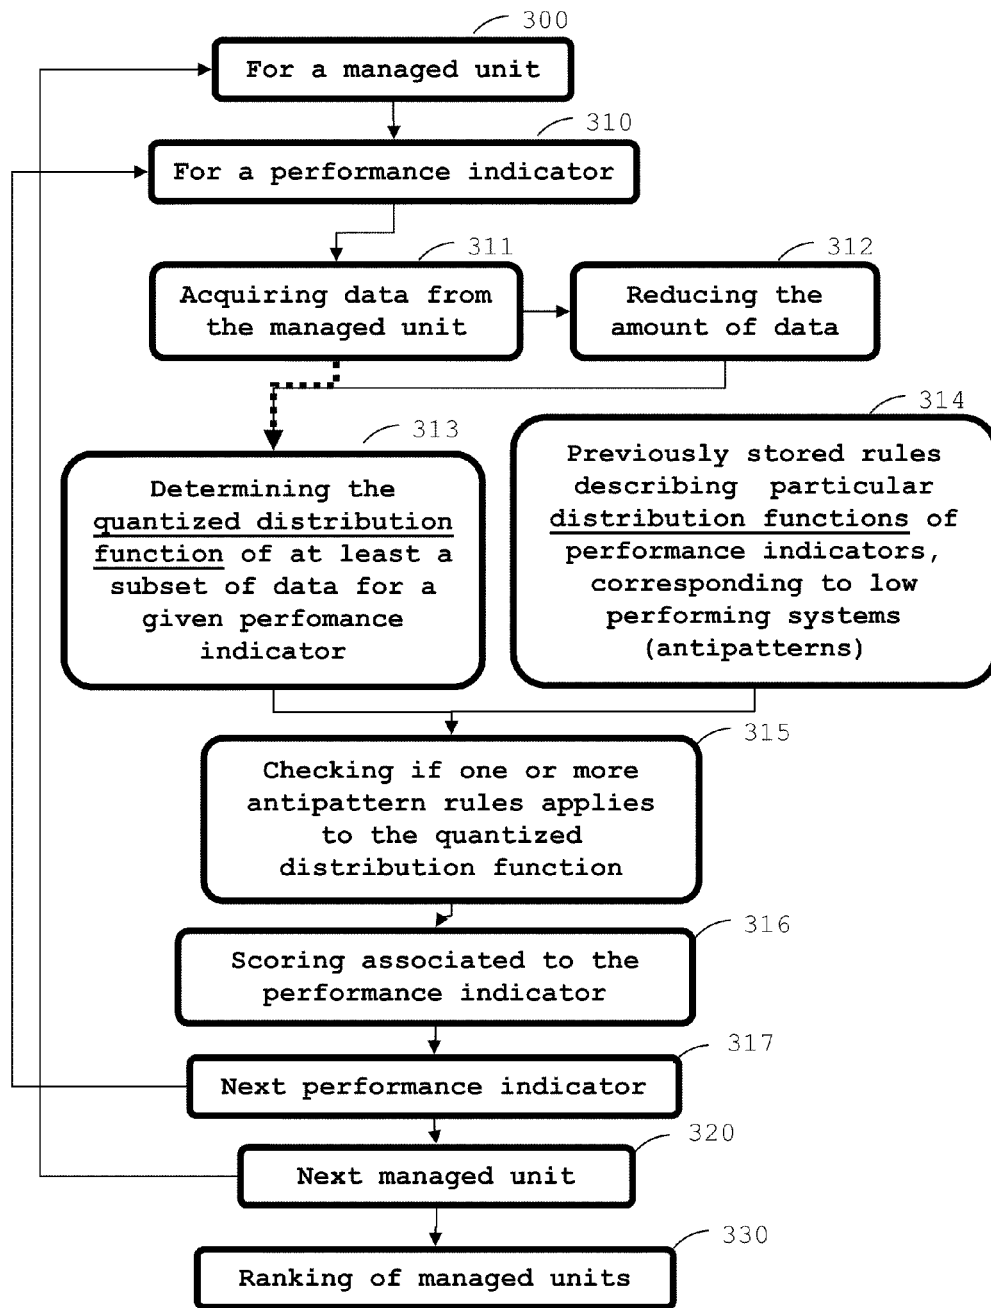 300
For a managed unit
310
For a performance indicator
311
Acquiring data from
the managed unit
312
Reducing the
amount of data
313
Determining the
quantized distribution
function of at least a
subset of data for a
given perfomance
indicator
314
Previously stored rules
describing particular
distribution functions of
performance indicators,
corresponding to low
performing systems
(antipatterns)
315
Checking if one or more
antipattern rules applies
to the quantized
distribution function
316
Scoring associated to the
performance indicator
317
Next performance indicator
320
Next managed unit
330
Ranking of managed units